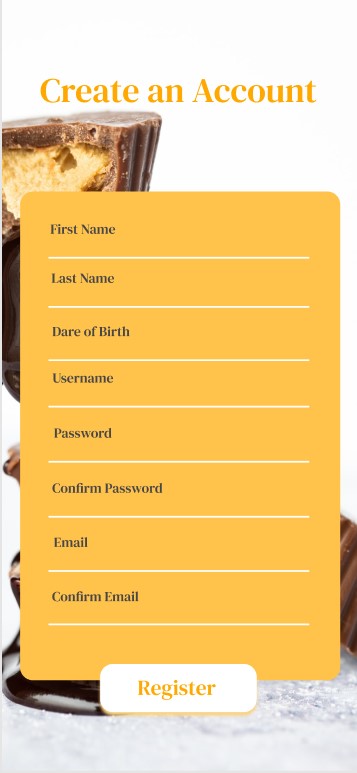 Create an Account
First Name
Last Name
Dare of Birth
Username
Password
Confirm Password
Email
Confirm Email
Register